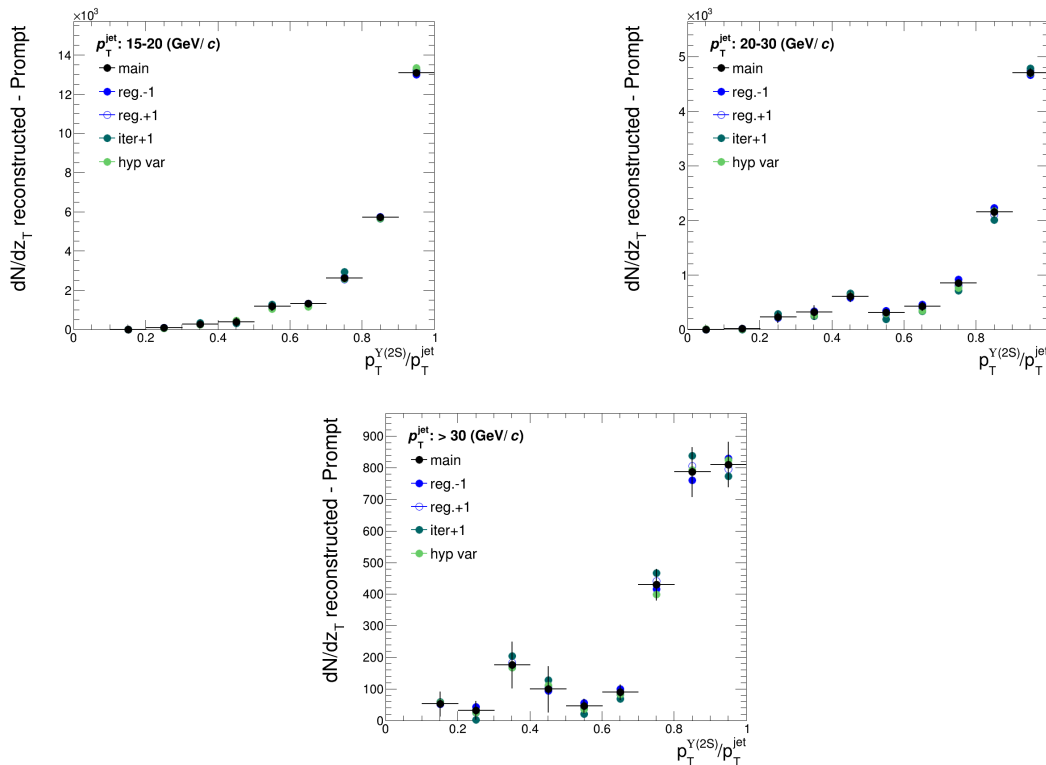 ×10³
dN/dz_T reconstructed - Prompt
p_T^jet: 15-20 (GeV/c)
main
reg.-1
reg.+1
iter+1
hyp var
14
12
10
8
6
4
2
0
0 0.2 0.4 0.6 0.8 1
p_T^Υ(2S)/p_T^jet
×10³
dN/dz_T reconstructed - Prompt
p_T^jet: 20-30 (GeV/c)
main
reg.-1
reg.+1
iter+1
hyp var
5
4
3
2
1
0
0 0.2 0.4 0.6 0.8 1
p_T^Υ(2S)/p_T^jet
dN/dz_T reconstructed - Prompt
p_T^jet: > 30 (GeV/c)
main
reg.-1
reg.+1
iter+1
hyp var
900
800
700
600
500
400
300
200
100
0
0 0.2 0.4 0.6 0.8 1
p_T^Υ(2S)/p_T^jet